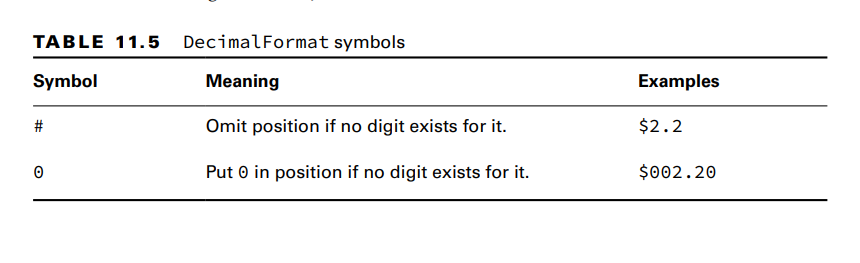 TABLE 11.5 DecimalFormat symbols
Symbol Meaning Examples
# Omit position if no digit exists for it. $2.2
0 Put 0 in position if no digit exists for it. $002.20